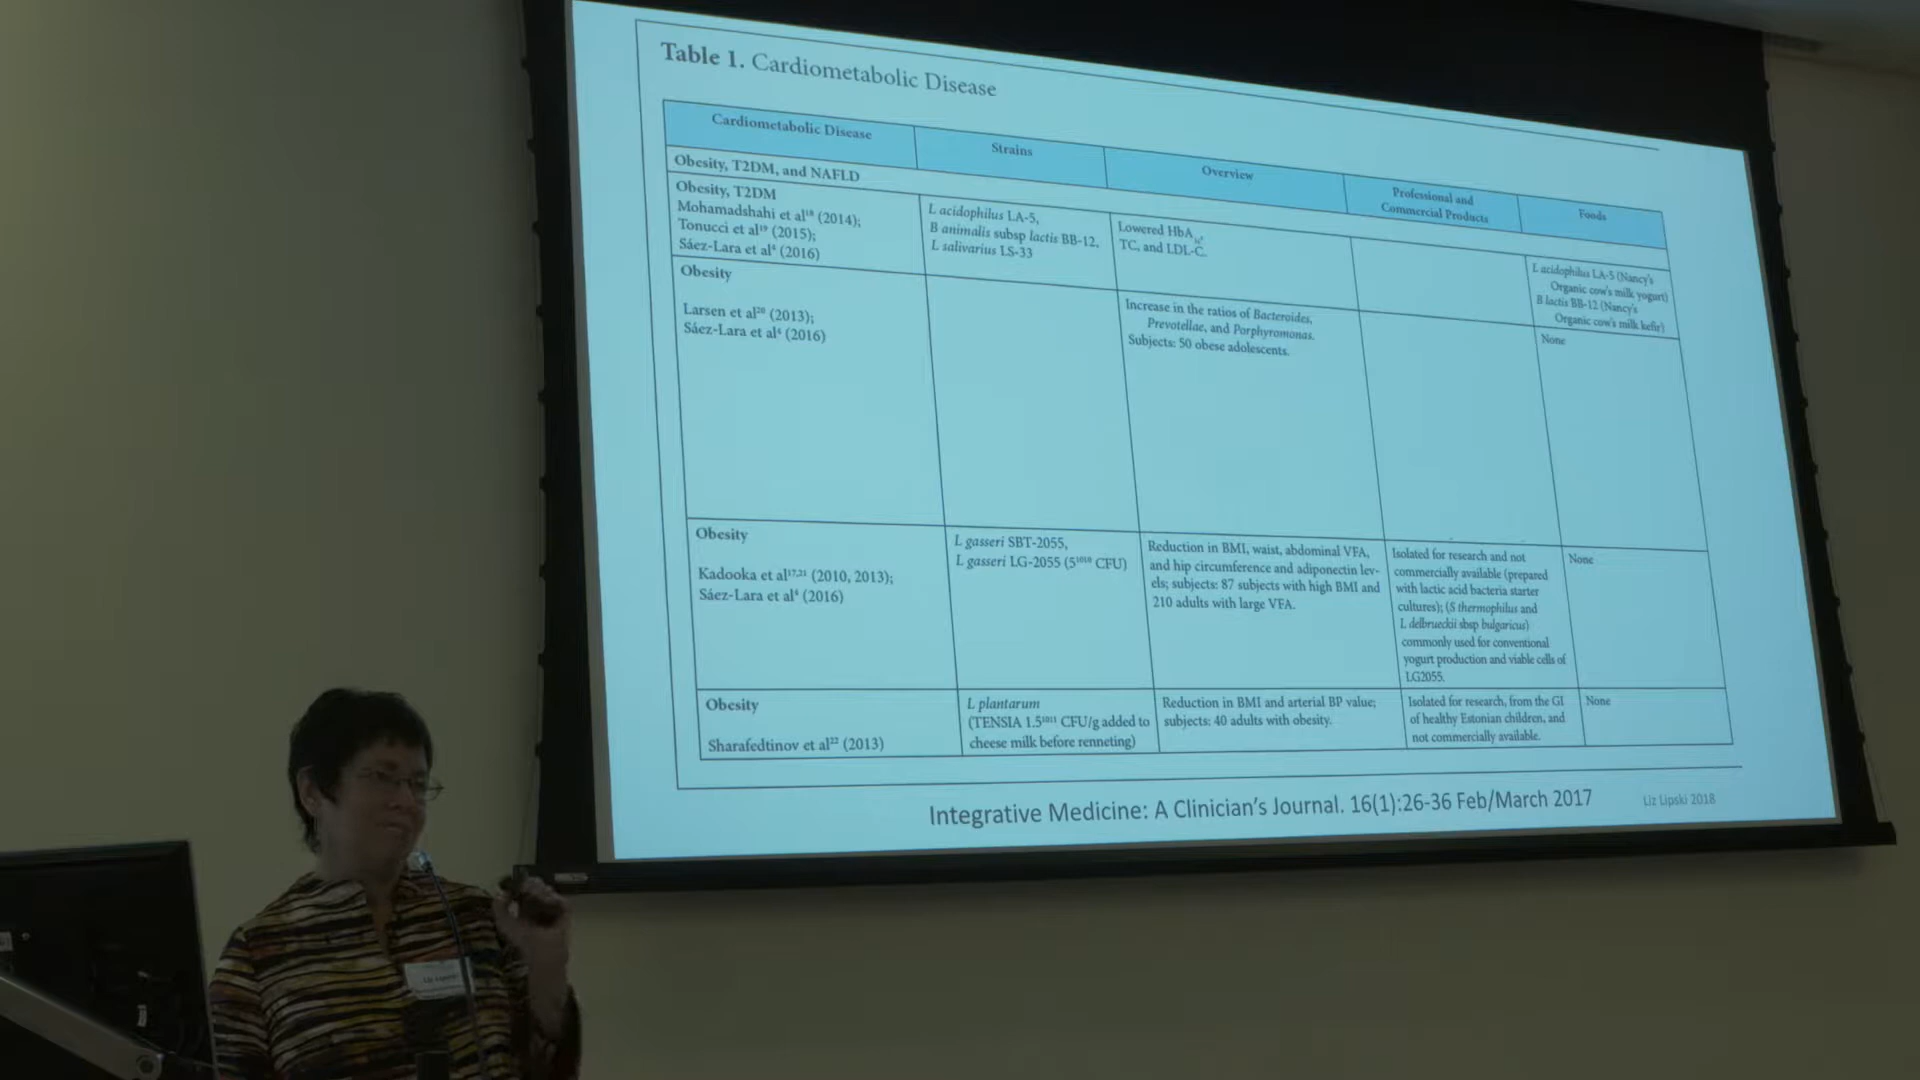 Table 1. Cardiometabolic Disease
Cardiometabolic Disease
Strains
Overview
Professional and
Commercial Products
Foods
Obesity, T2DM, and NAFLD
Obesity, T2DM
Mohamadshahi et al¹⁸ (2014);
Tonucci et al¹⁹ (2015);
Sáez-Lara et al⁴ (2016)
L acidophilus LA-5,
B animalis subsp lactis BB-12,
L salivarius LS-33
Lowered HbA1c,
TC, and LDL-C.
L acidophilus LA-5 (Nancy's
Organic cow's milk yogurt)
B lactis BB-12 (Nancy's
Organic cow's milk kefir)
Obesity
Larsen et al²⁰ (2013);
Sáez-Lara et al⁴ (2016)
Increase in the ratios of Bacteroides,
Prevotellae, and Porphyromonas.
Subjects: 50 obese adolescents.
None
Obesity
Kadooka et al¹⁷,²¹ (2010, 2013);
Sáez-Lara et al⁴ (2016)
L gasseri SBT-2055,
L gasseri LG-2055 (5¹⁰¹⁰ CFU)
Reduction in BMI, waist, abdominal VFA,
and hip circumference and adiponectin lev-
els; subjects: 87 subjects with high BMI and
210 adults with large VFA.
Isolated for research and not
commercially available (prepared
with lactic acid bacteria starter
cultures); (S thermophilus and
L delbrueckii sbsp bulgaricus)
commonly used for conventional
yogurt production and viable cells of
LG2055.
None
Obesity
Sharafedtinov et al²² (2013)
L plantarum
(TENSIA 1.5¹⁰¹¹ CFU/g added to
cheese milk before renneting)
Reduction in BMI and arterial BP value;
subjects: 40 adults with obesity.
Isolated for research, from the GI
of healthy Estonian children, and
not commercially available.
None
Integrative Medicine: A Clinician's Journal. 16(1):26-36 Feb/March 2017
Liz Lipski 2018